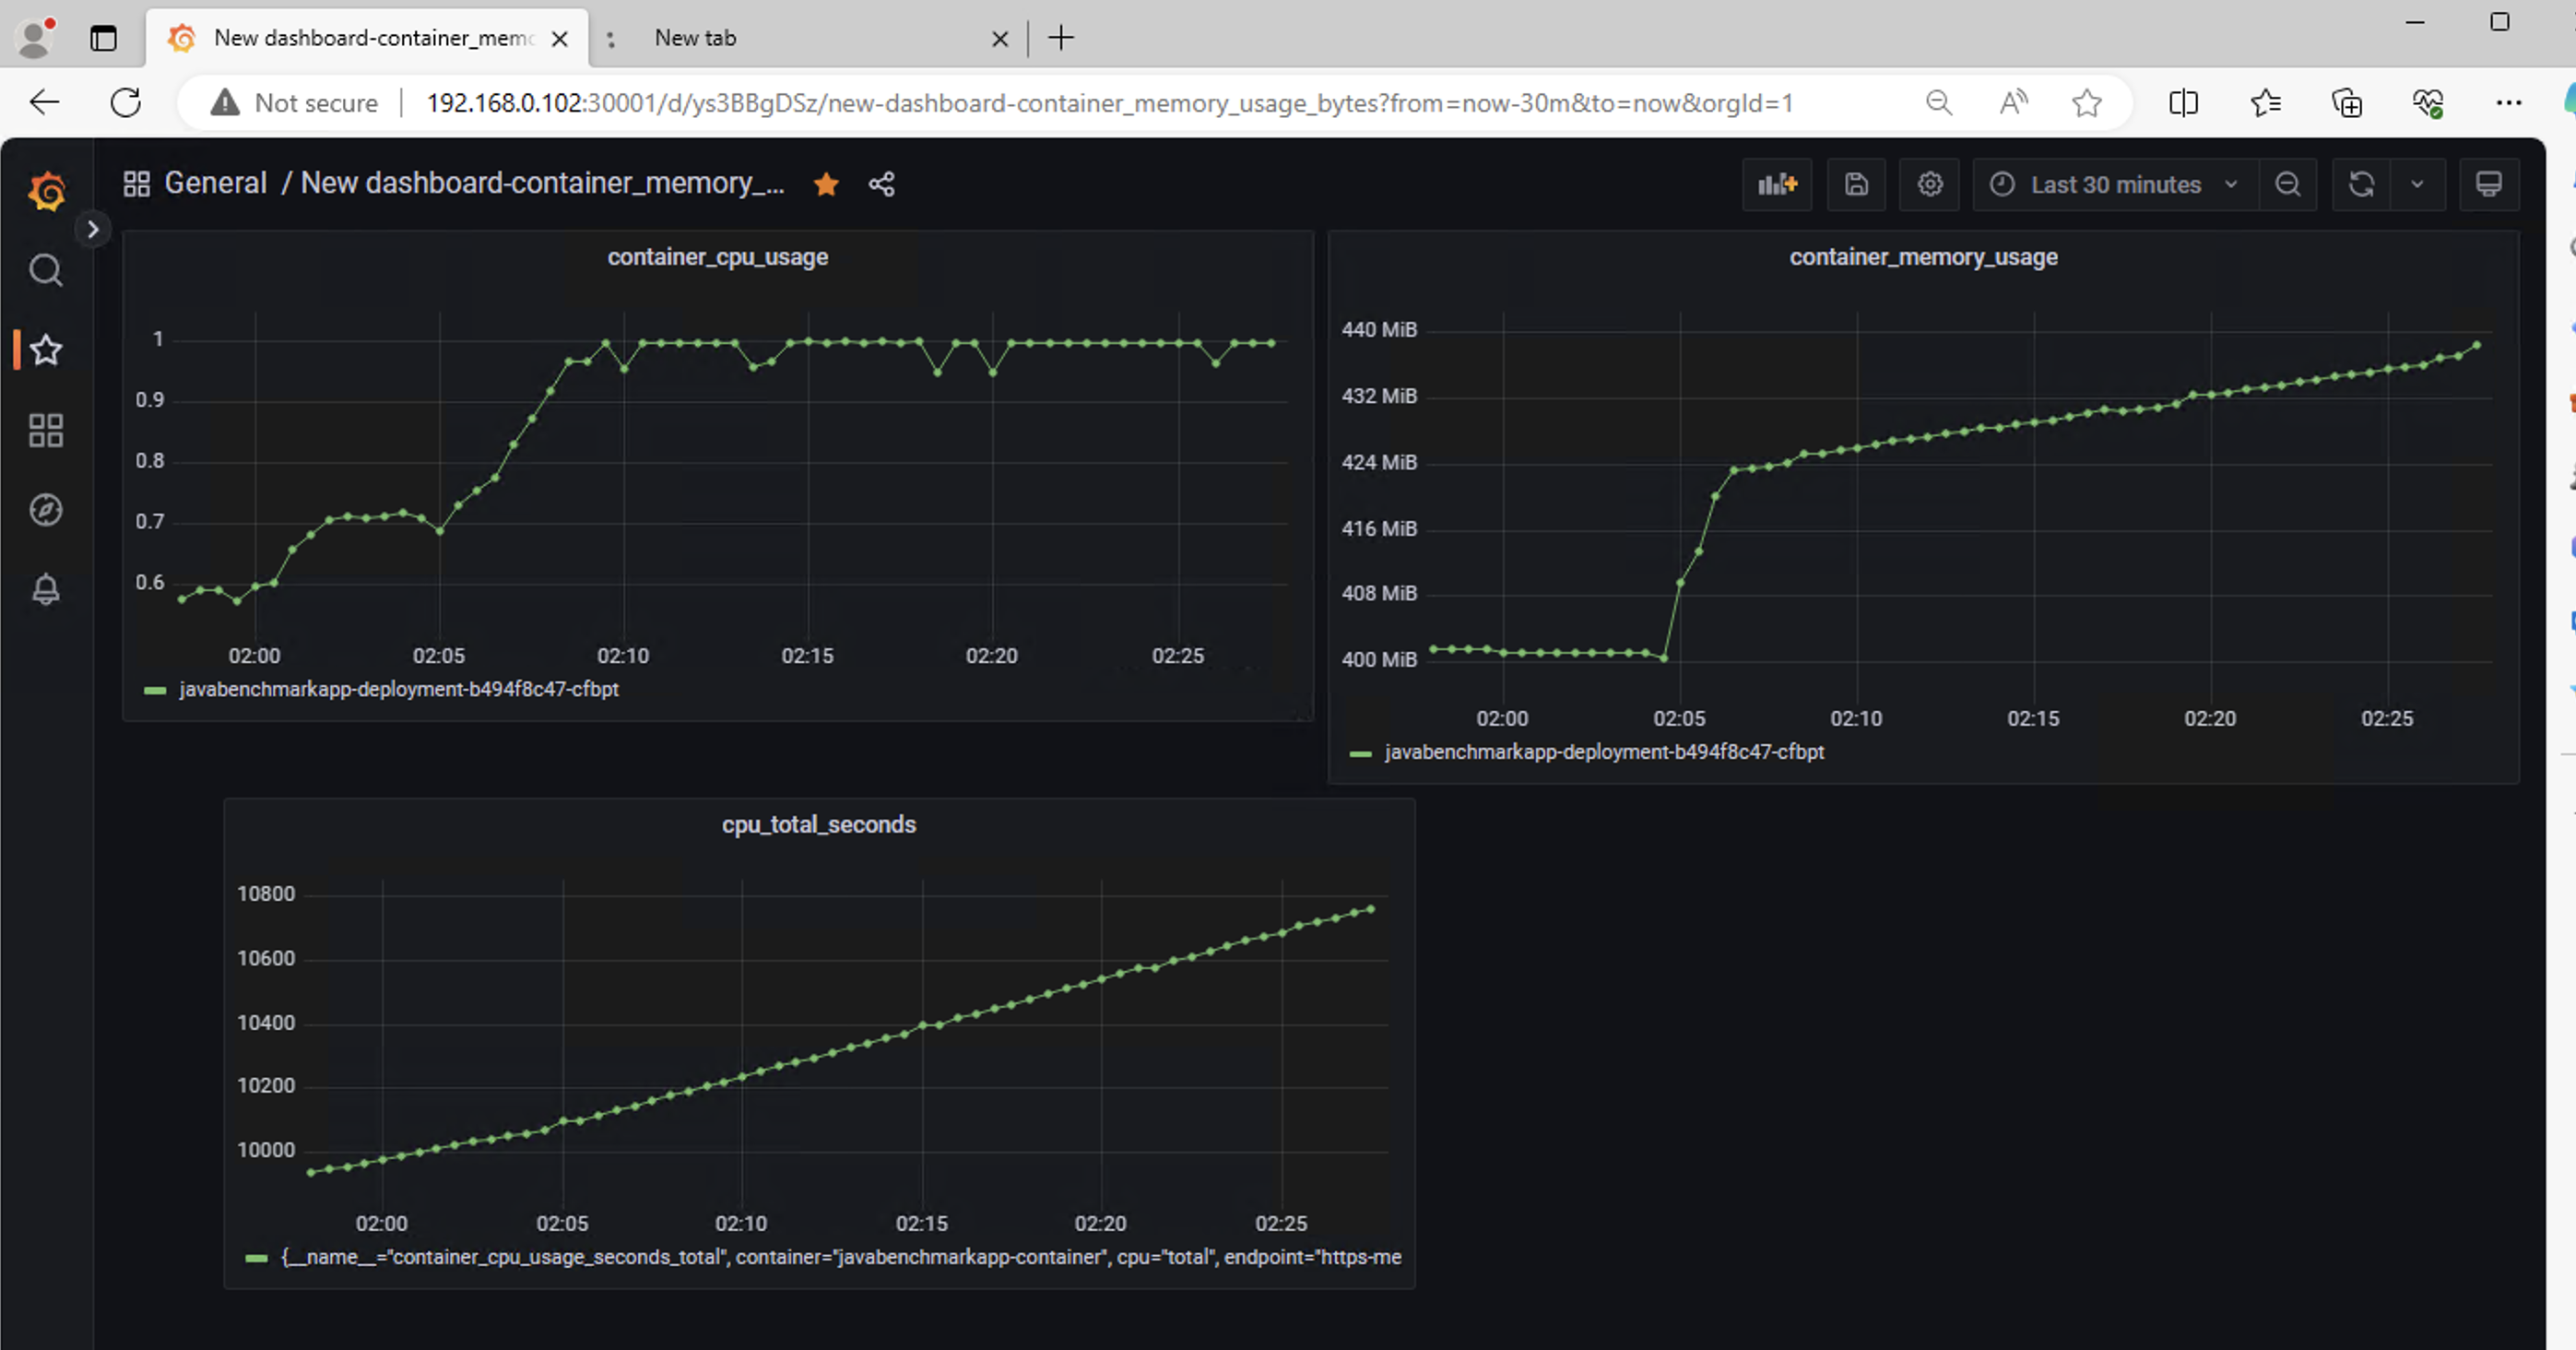 New dashboard-container_mem
New tab
Not secure
192.168.0.102:30001/d/ys3BBgDSz/new-dashboard-container_memory_usage_bytes?from=now-30m&to=now&orgId=1
General / New dashboard-container_memory_...
Last 30 minutes
container_cpu_usage
1
0.9
0.8
0.7
0.6
02:00 02:05 02:10 02:15 02:20 02:25
javabenchmarkapp-deployment-b494f8c47-cfbpt
container_memory_usage
440 MiB
432 MiB
424 MiB
416 MiB
408 MiB
400 MiB
02:00 02:05 02:10 02:15 02:20 02:25
javabenchmarkapp-deployment-b494f8c47-cfbpt
cpu_total_seconds
10800
10600
10400
10200
10000
02:00 02:05 02:10 02:15 02:20 02:25
{__name__="container_cpu_usage_seconds_total", container="javabenchmarkapp-container", cpu="total", endpoint="https-me